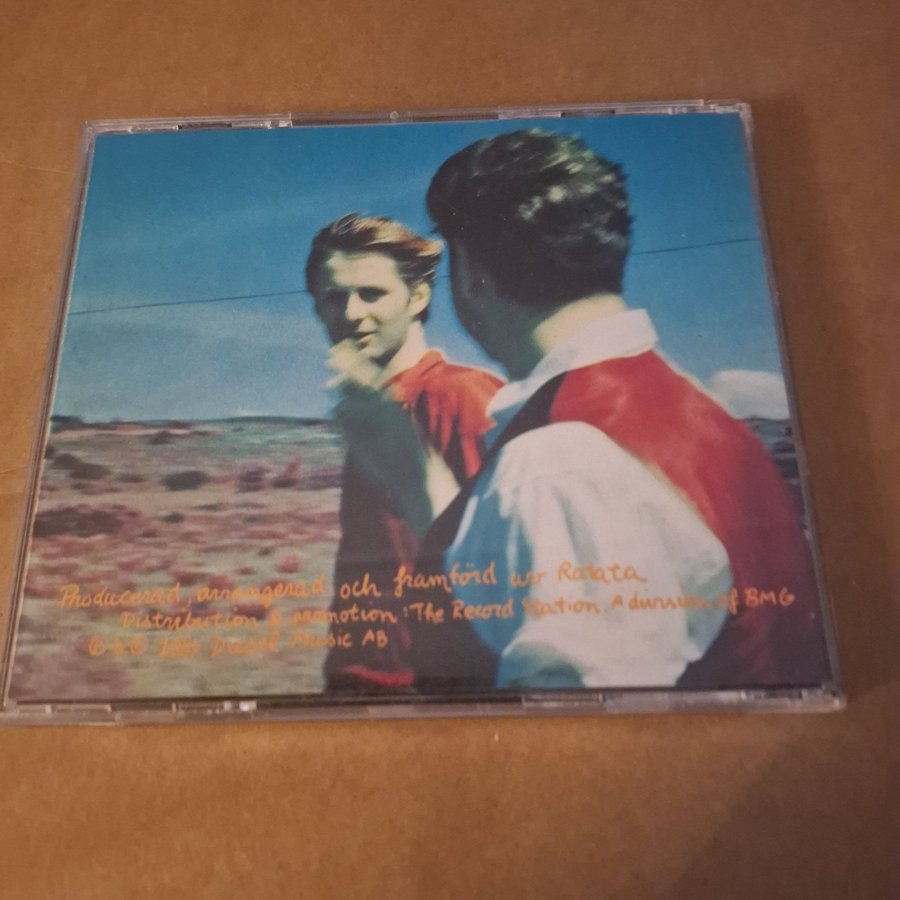 Producerad, arrangerad och framförd av Ratata
Distribution & promotion: The Record Station. A division of BMG
Ⓟ & © Diesel Music AB